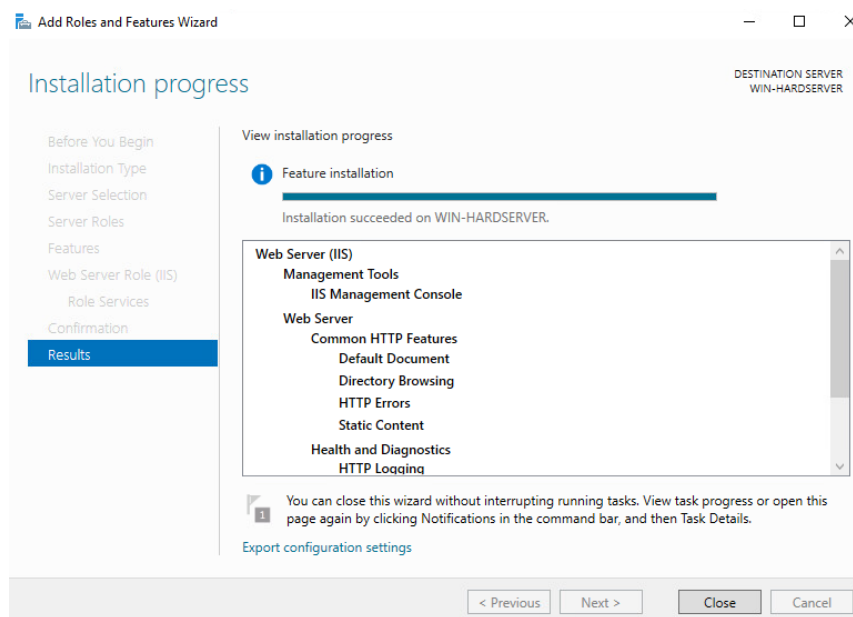 Add Roles and Features Wizard
Installation progress
DESTINATION SERVER
WIN-HARDSERVER
Before You Begin
Installation Type
Server Selection
Server Roles
Features
Web Server Role (IIS)
Role Services
Confirmation
Results
View installation progress
Feature installation
Installation succeeded on WIN-HARDSERVER.
Web Server (IIS)
Management Tools
IIS Management Console
Web Server
Common HTTP Features
Default Document
Directory Browsing
HTTP Errors
Static Content
Health and Diagnostics
HTTP Logging
1
You can close this wizard without interrupting running tasks. View task progress or open this
page again by clicking Notifications in the command bar, and then Task Details.
Export configuration settings
< Previous
Next >
Close
Cancel